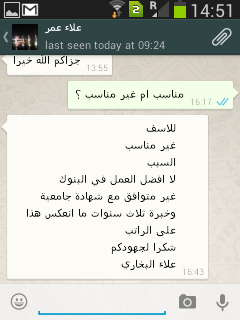 14:51
علاء عمر
last seen today at 09:24
جزاكم الله خيرا
13:55
مناسب ام غير مناسب ؟
16:17
للاسف
غير مناسب
السبب
لا افضل العمل في البنوك
غير متوافق مع شهادة جامعية
وخبرة ثلاث سنوات ما انعكس هذا
على الراتب
شكرا لجهودكم
علاء البخاري
16:43